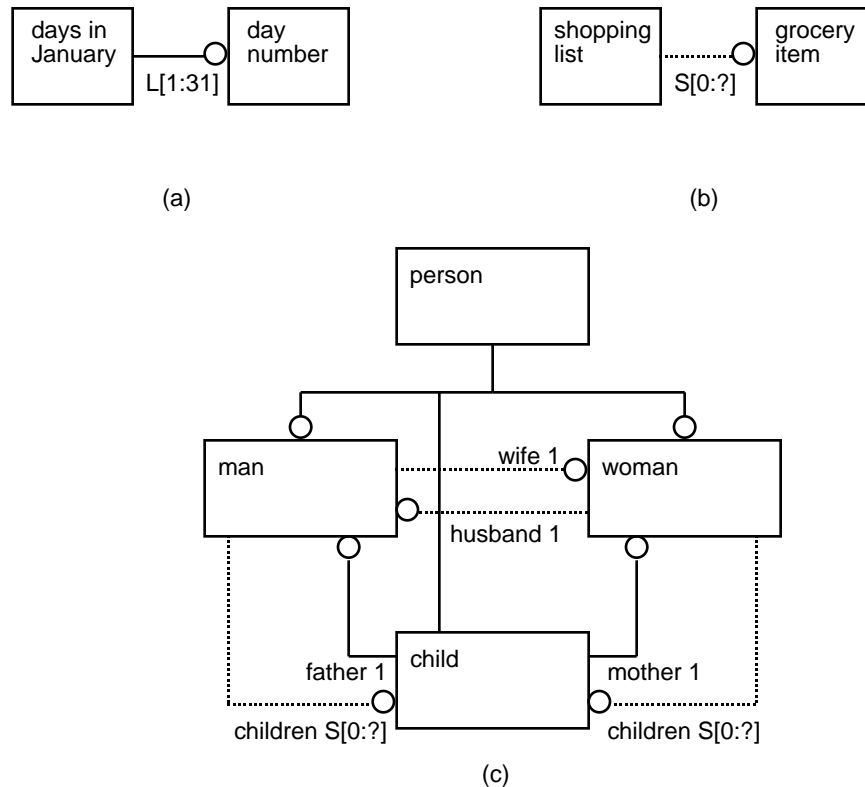 days in
January
day
number
L[1:31]
shopping
list
grocery
item
S[0:?]
(a)
(b)
person
man
wife 1
woman
husband 1
father 1
child
mother 1
children S[0:?]
children S[0:?]
(c)